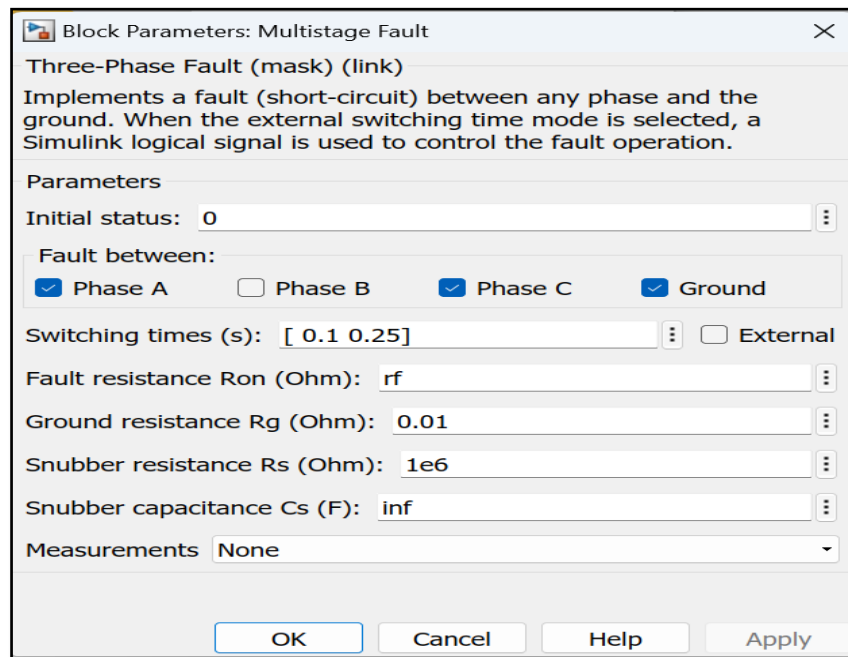 Block Parameters: Multistage Fault
Three-Phase Fault (mask) (link)
Implements a fault (short-circuit) between any phase and the
ground. When the external switching time mode is selected, a
Simulink logical signal is used to control the fault operation.
Parameters
Initial status: 0
Fault between:
Phase A Phase B Phase C Ground
Switching times (s): [ 0.1 0.25] External
Fault resistance Ron (Ohm): rf
Ground resistance Rg (Ohm): 0.01
Snubber resistance Rs (Ohm): 1e6
Snubber capacitance Cs (F): inf
Measurements None
OK Cancel Help Apply